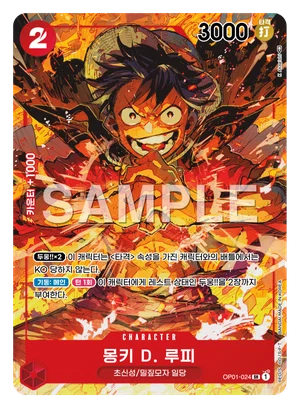 2
3000
타격
打
카운터 +1000
SAMPLE
두웅!!×2 이 캐릭터는 <타격> 속성을 가진 캐릭터와의 배틀에서는
KO 당하지 않는다.
기동: 메인 턴 1회 이 캐릭터에게 레스트 상태인 두웅!!을 2장까지
부여한다.
CHARACTER
몽키 D. 루피
초신성/밀짚모자 일당
OP01-024
1